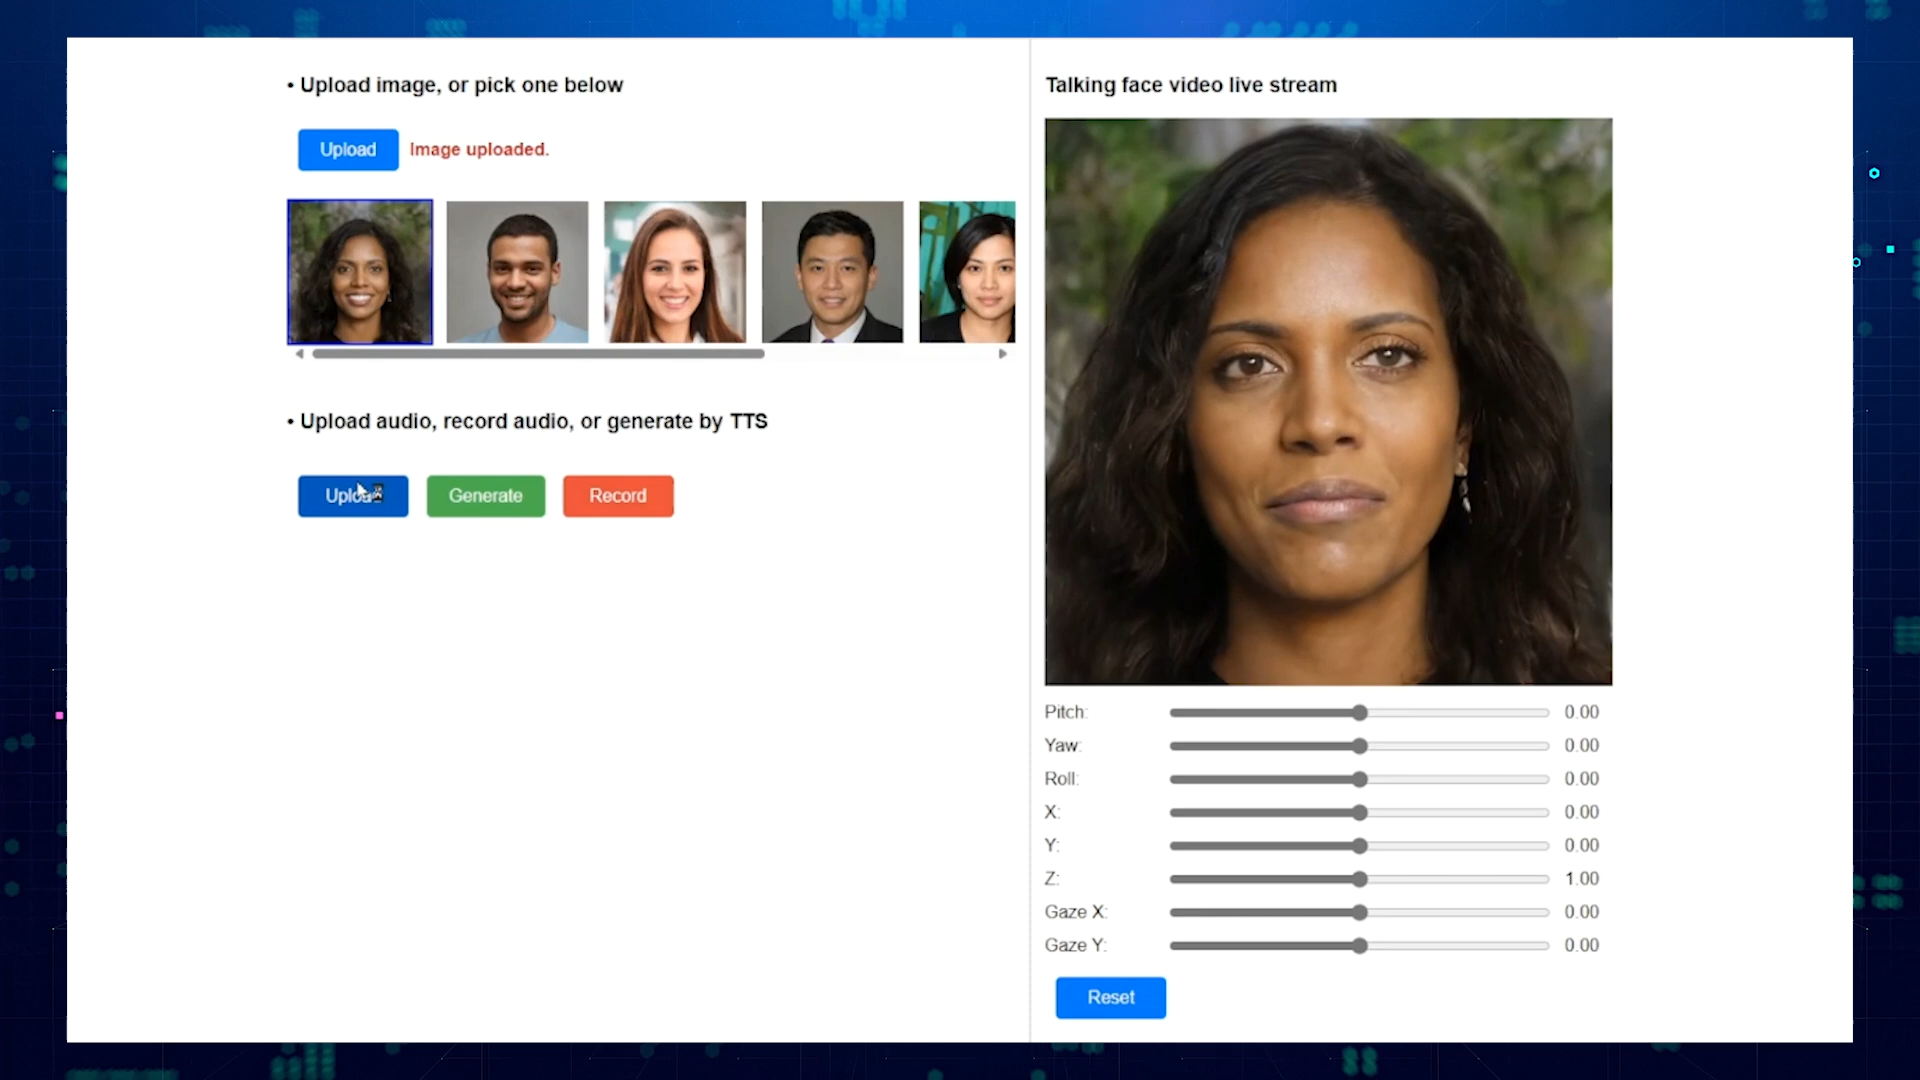 • Upload image, or pick one below
Upload
Image uploaded.
• Upload audio, record audio, or generate by TTS
Generate
Record
Talking face video live stream
Pitch: 0.00
Yaw: 0.00
Roll: 0.00
X: 0.00
Y: 0.00
Z: 1.00
Gaze X: 0.00
Gaze Y: 0.00
Reset